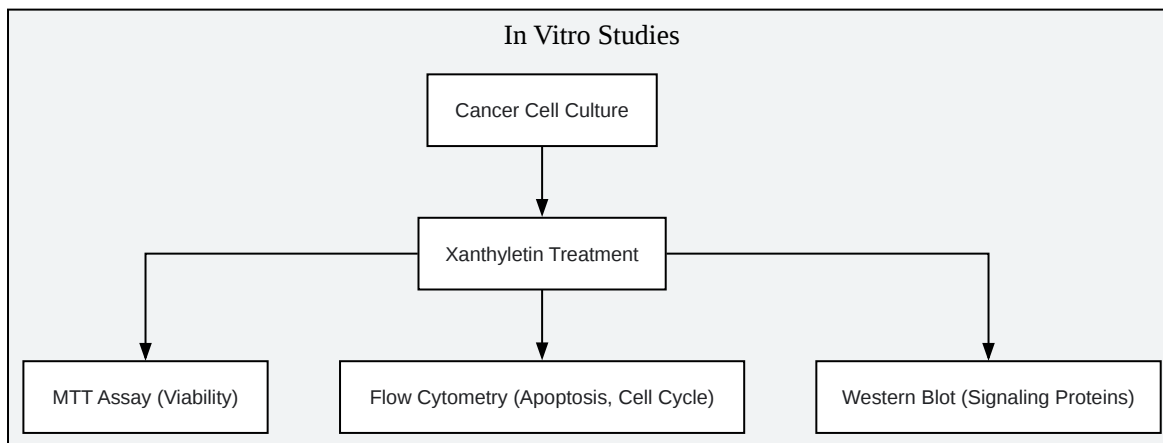 In Vitro Studies
Cancer Cell Culture
Xanthyletin Treatment
MTT Assay (Viability)
Flow Cytometry (Apoptosis, Cell Cycle)
Western Blot (Signaling Proteins)